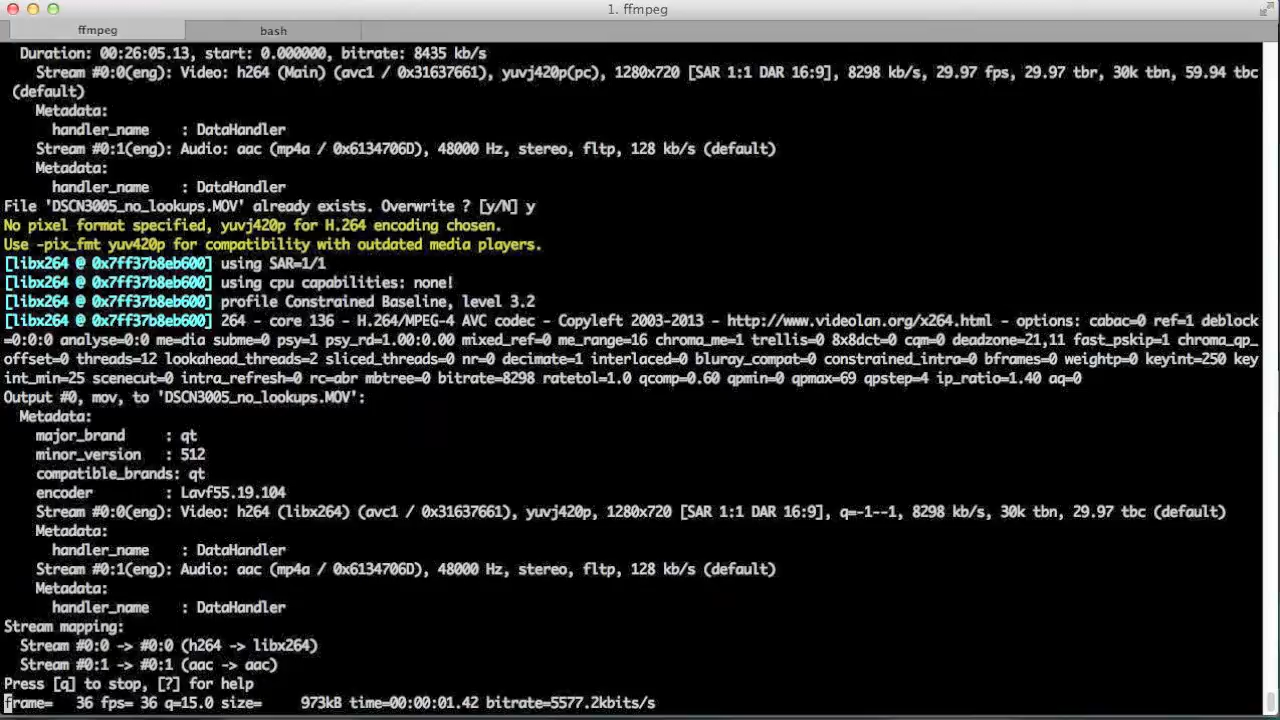 1. ffmpeg
ffmpeg bash
Duration: 00:26:05.13, start: 0.000000, bitrate: 8435 kb/s
Stream #0:0(eng): Video: h264 (Main) (avc1 / 0x31637661), yuvj420p(pc), 1280x720 [SAR 1:1 DAR 16:9], 8298 kb/s, 29.97 fps, 29.97 tbr, 30k tbn, 59.94 tbc
(default)
Metadata:
handler_name : DataHandler
Stream #0:1(eng): Audio: aac (mp4a / 0x6134706D), 48000 Hz, stereo, fltp, 128 kb/s (default)
Metadata:
handler_name : DataHandler
File 'DSCN3005_no_lookups.MOV' already exists. Overwrite ? [y/N] y
No pixel format specified, yuvj420p for H.264 encoding chosen.
Use -pix_fmt yuv420p for compatibility with outdated media players.
[libx264 @ 0x7ff37b8eb600] using SAR=1/1
[libx264 @ 0x7ff37b8eb600] using cpu capabilities: none!
[libx264 @ 0x7ff37b8eb600] profile Constrained Baseline, level 3.2
[libx264 @ 0x7ff37b8eb600] 264 - core 136 - H.264/MPEG-4 AVC codec - Copyleft 2003-2013 - http://www.videolan.org/x264.html - options: cabac=0 ref=1 deblock
=0:0:0 analyse=0:0 me=dia subme=0 psy=1 psy_rd=1.00:0.00 mixed_ref=0 me_range=16 chroma_me=1 trellis=0 8x8dct=0 cqm=0 deadzone=21,11 fast_pskip=1 chroma_qp_
offset=0 threads=12 lookahead_threads=2 sliced_threads=0 nr=0 decimate=1 interlaced=0 bluray_compat=0 constrained_intra=0 bframes=0 weightp=0 keyint=250 key
int_min=25 scenecut=0 intra_refresh=0 rc=abr mbtree=0 bitrate=8298 ratetol=1.0 qcomp=0.60 qpmin=0 qpmax=69 qpstep=4 ip_ratio=1.40 aq=0
Output #0, mov, to 'DSCN3005_no_lookups.MOV':
Metadata:
major_brand : qt
minor_version : 512
compatible_brands: qt
encoder : Lavf55.19.104
Stream #0:0(eng): Video: h264 (libx264) (avc1 / 0x31637661), yuvj420p, 1280x720 [SAR 1:1 DAR 16:9], q=-1--1, 8298 kb/s, 30k tbn, 29.97 tbc (default)
Metadata:
handler_name : DataHandler
Stream #0:1(eng): Audio: aac (mp4a / 0x6134706D), 48000 Hz, stereo, fltp, 128 kb/s (default)
Metadata:
handler_name : DataHandler
Stream mapping:
Stream #0:0 -> #0:0 (h264 -> libx264)
Stream #0:1 -> #0:1 (aac -> aac)
Press [q] to stop, [?] for help
frame= 36 fps= 36 q=15.0 size= 973kB time=00:00:01.42 bitrate=5577.2kbits/s